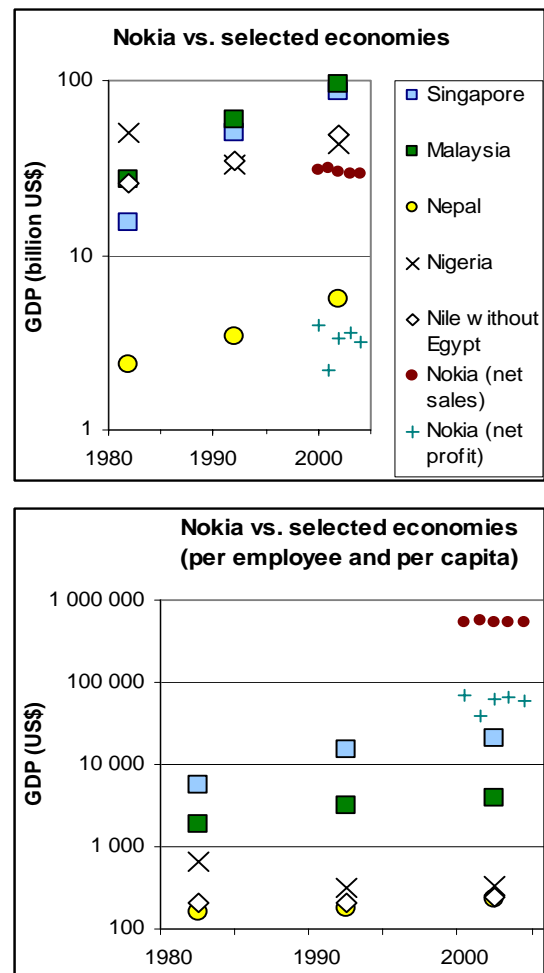 Nokia vs. selected economies
GDP (billion US$)
100
10
1
1980
1990
2000
Singapore
Malaysia
Nepal
Nigeria
Nile without
Egypt
Nokia (net
sales)
Nokia (net
profit)
Nokia vs. selected economies
(per employee and per capita)
GDP (US$)
1 000 000
100 000
10 000
1 000
100
1980
1990
2000